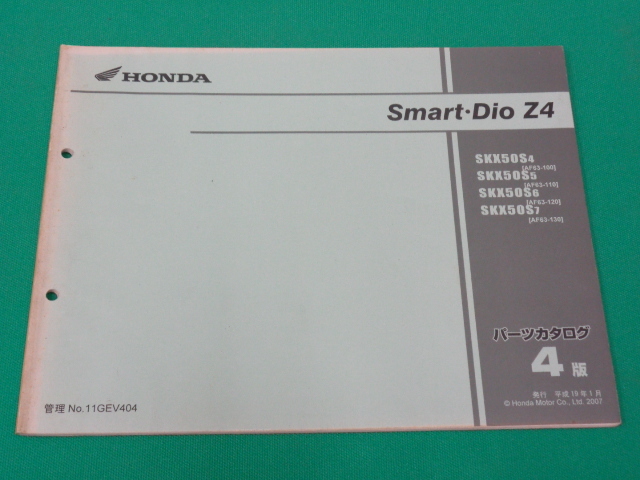 HONDA
Smart·Dio Z4
SKX50S4
[AF63-100]
SKX50S5
[AF63-110]
SKX50S6
[AF63-120]
SKX50S7
[AF63-130]
パーツカタログ
4版
発行 平成19年1月
© Honda Motor Co., Ltd. 2007
管理 No.11GEV404